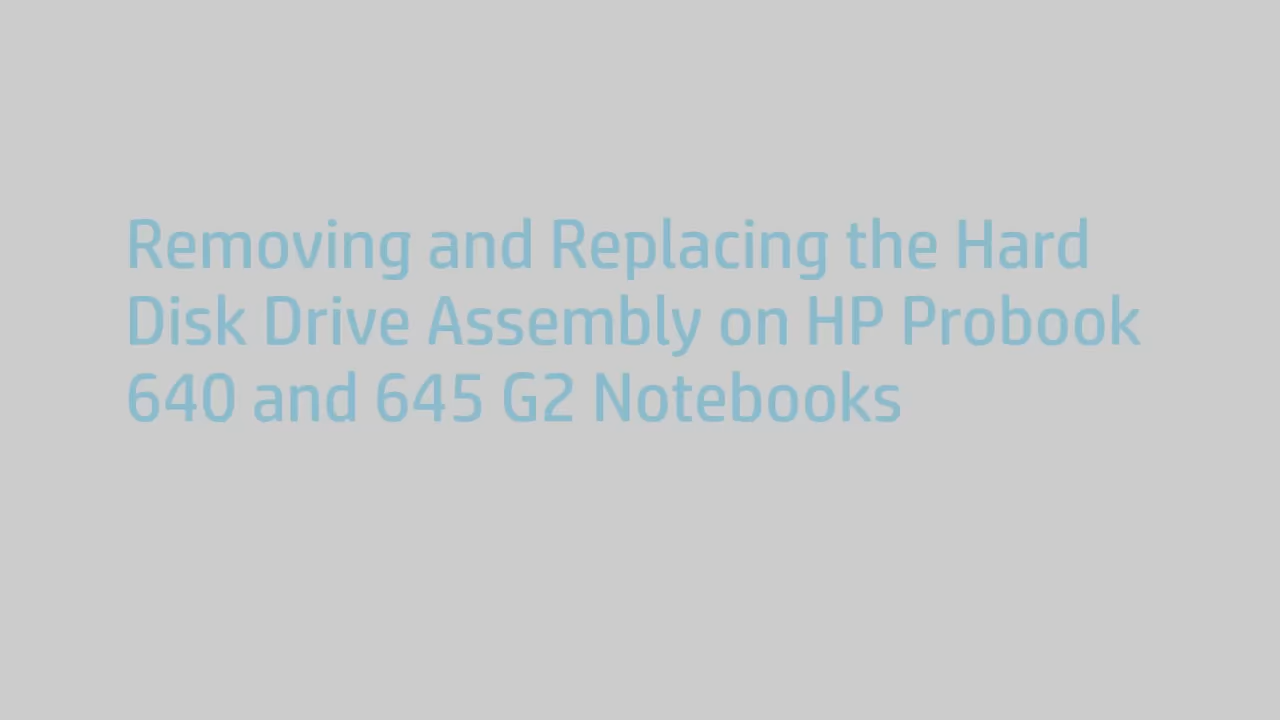 Removing and Replacing the Hard
Disk Drive Assembly on HP Probook
640 and 645 G2 Notebooks